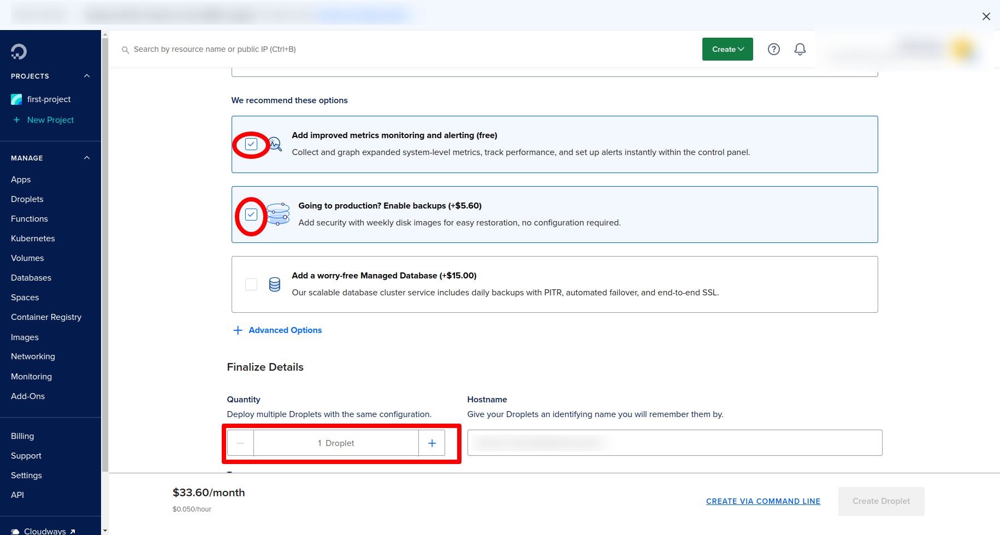 Search by resource name or public IP (Ctrl+B)
Create
?
PROJECTS
first-project
+ New Project
MANAGE
Apps
Droplets
Functions
Kubernetes
Volumes
Databases
Spaces
Container Registry
Images
Networking
Monitoring
Add-Ons
Billing
Support
Settings
API
Cloudways
We recommend these options
Add improved metrics monitoring and alerting (free)
Collect and graph expanded system-level metrics, track performance, and set up alerts instantly within the control panel.
Going to production? Enable backups (+$5.60)
Add security with weekly disk images for easy restoration, no configuration required.
Add a worry-free Managed Database (+$15.00)
Our scalable database cluster service includes daily backups with PITR, automated failover, and end-to-end SSL.
+ Advanced Options
Finalize Details
Quantity
Deploy multiple Droplets with the same configuration.
1 Droplet
Hostname
Give your Droplets an identifying name you will remember them by.
$33.60/month
$0.050/hour
CREATE VIA COMMAND LINE
Create Droplet